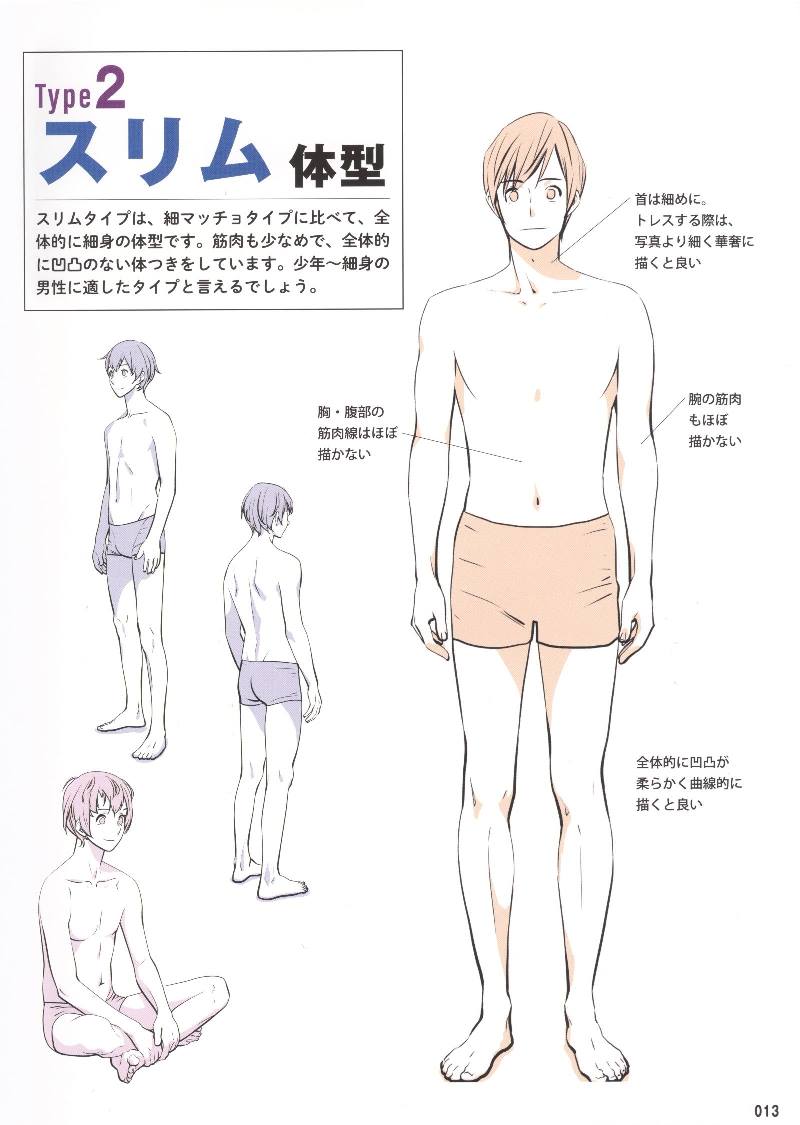 Type2
スリム 体型
スリムタイプは、細マッチョタイプに比べて、全
体的に細身の体型です。筋肉も少なめで、全体的
に凹凸のない体つきをしています。少年～細身の
男性に適したタイプと言えるでしょう。
首は細めに。
トレスする際は、
写真より細く華奢に
描くと良い
胸・腹部の
筋肉線はほぼ
描かない
腕の筋肉
もほぼ
描かない
全体的に凹凸が
柔らかく曲線的に
描くと良い
013